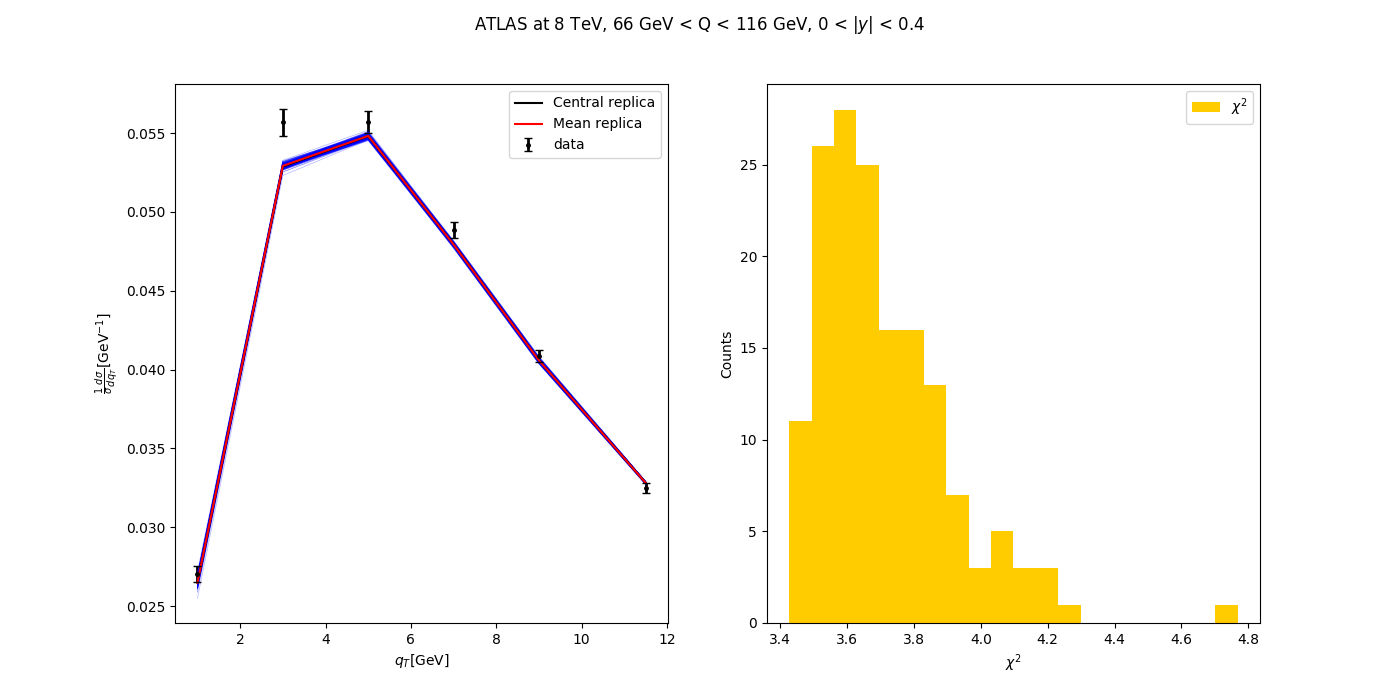 ATLAS at 8 TeV, 66 GeV < Q < 116 GeV, 0 < |y| < 0.4
Central replica
Mean replica
data
0.055
0.050
0.045
0.040
0.035
0.030
0.025
1/σ dσ/dq_T [GeV⁻¹]
2 4 6 8 10 12
q_T[GeV]
χ²
25
20
15
10
5
0
Counts
3.4 3.6 3.8 4.0 4.2 4.4 4.6 4.8
χ²